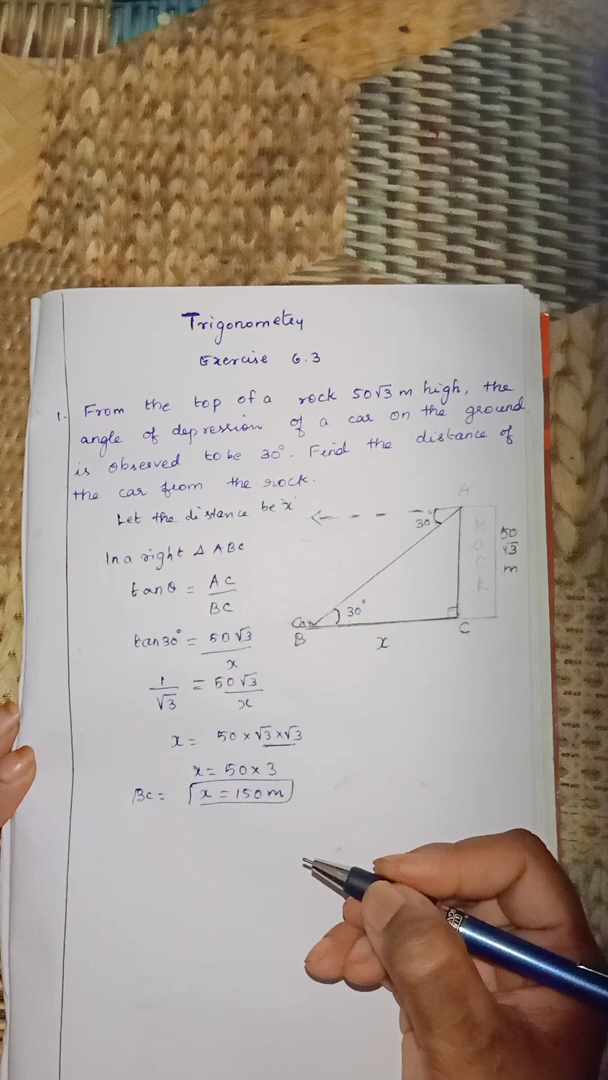 Trigonometry
Exercise 6.3
1. From the top of a rock 50√3 m high, the
angle of depression of a car on the ground
is observed to be 30°. Find the distance of
the car from the rock.
Let the distance be 'x'
In a right Δ ABC
tan θ = AC / BC
tan 30° = 50√3 / x
1 / √3 = 50√3 / x
x = 50 × √3 × √3
x = 50 × 3
BC = x = 150 m
A
30
ROCK
50
√3
m
30°
Car
B
x
C